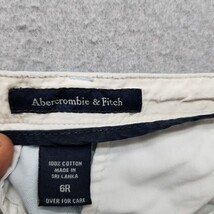 Abercrombie & Fitch
100% COTTON
MADE IN
SRI LANKA
6R
OVER FOR CARE